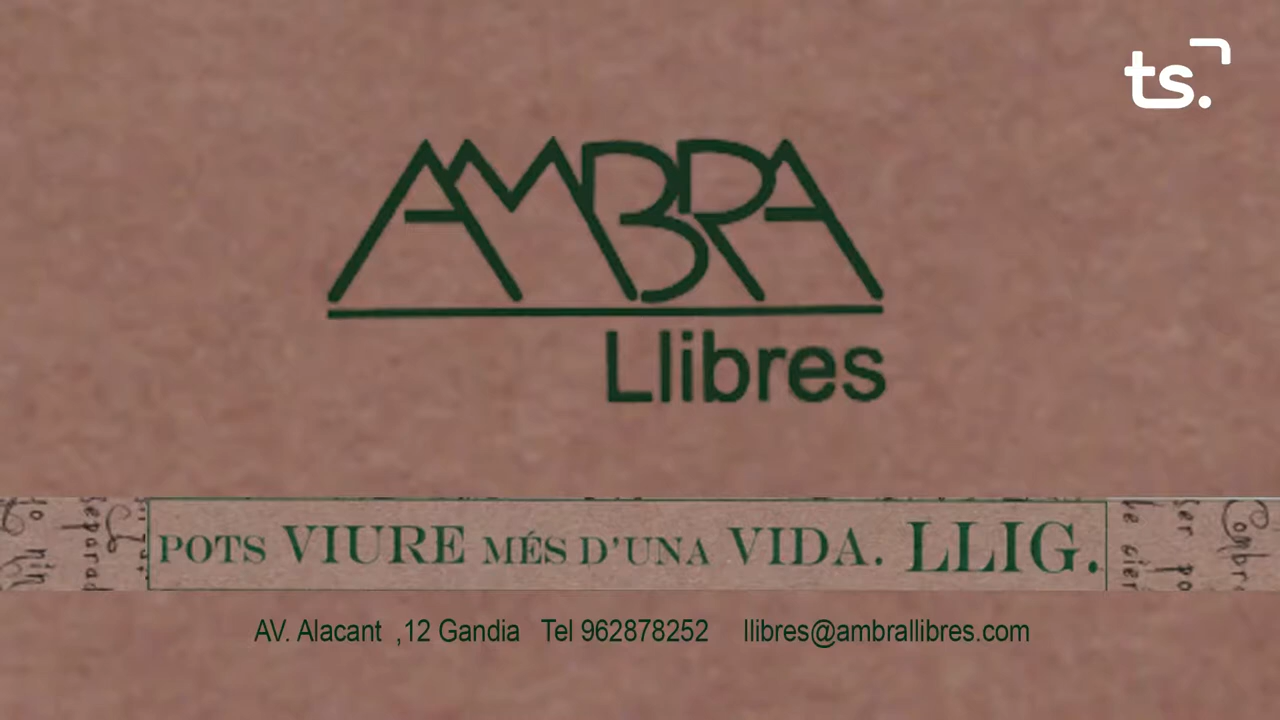 ts.
AMBRA
Llibres
POTS VIURE MÉS D'UNA VIDA. LLIG.
AV. Alacant ,12 Gandia Tel 962878252 llibres@ambrallibres.com